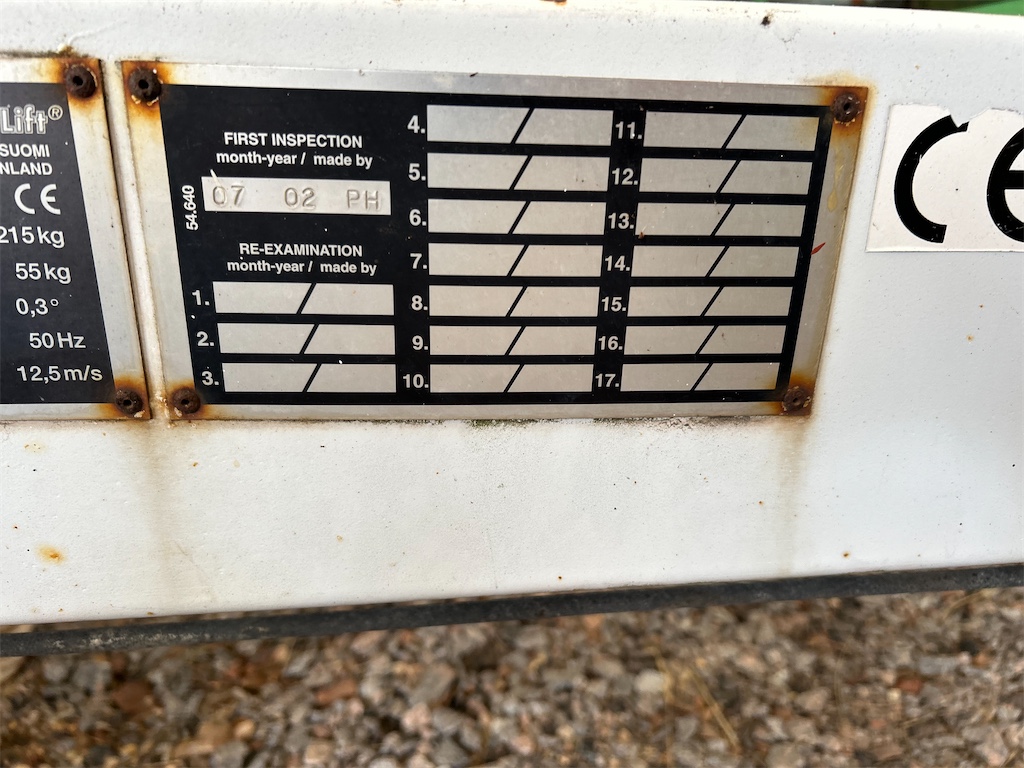 Lift®
SUOMI
NLAND
CE
215kg
55kg
0,3°
50Hz
12,5m/s
54.640
FIRST INSPECTION
month-year/ made by
07 02 PH
RE-EXAMINATION
month-year/ made by
1.
2.
3.
4.
5.
6.
7.
8.
9.
10.
11.
12.
13.
14.
15.
16.
17.
CE